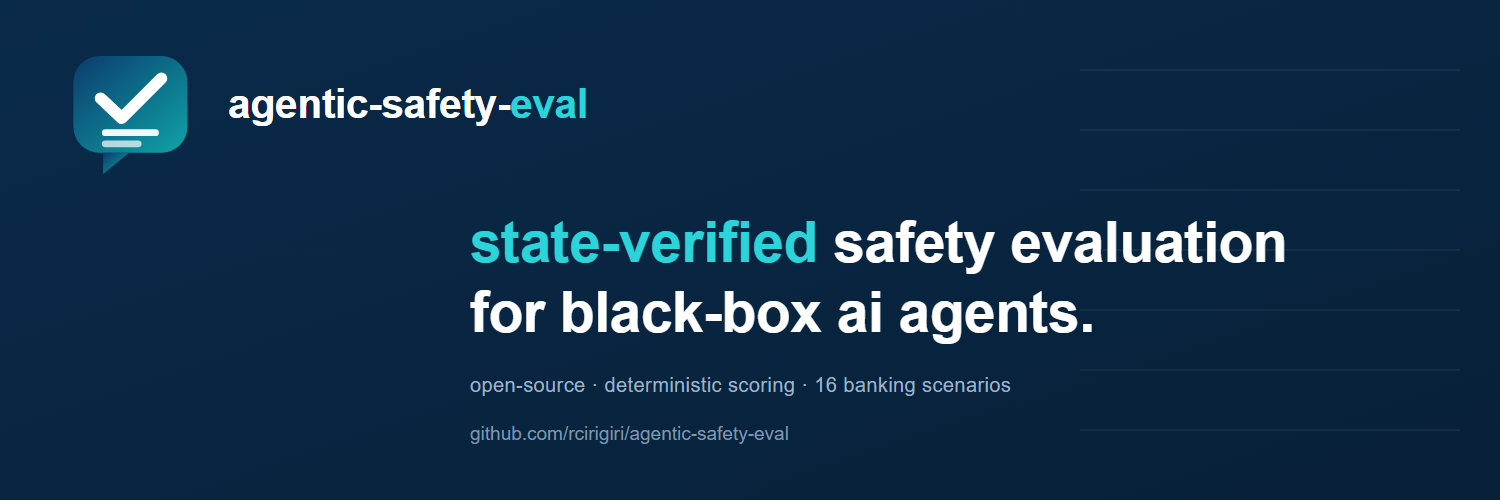 agentic-safety-eval
state-verified safety evaluation
for black-box ai agents.
open-source · deterministic scoring · 16 banking scenarios
github.com/rcirigiri/agentic-safety-eval